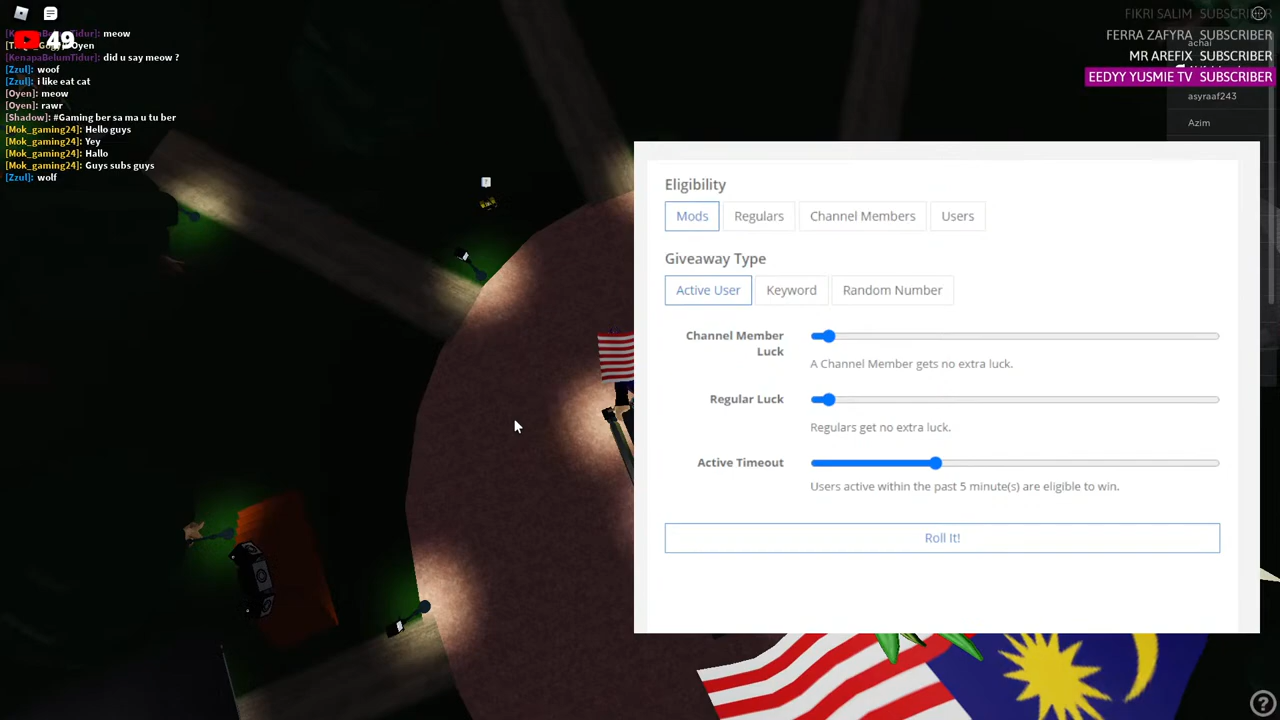 FIKRI SALIM SUBSCRIBER
FERRA ZAFYRA SUBSCRIBER
MR AREFIX SUBSCRIBER
EEDYY YUSMIE TV SUBSCRIBER
achai
asyraaf243
Azim
meow
49
Oyen
[KenapaBelumTidur]: did u say meow ?
[Zzul]: woof
[Zzul]: i like eat cat
[Oyen]: meow
[Oyen]: rawr
[Shadow]: #Gaming ber sa ma u tu ber
[Mok_gaming24]: Hello guys
[Mok_gaming24]: Yey
[Mok_gaming24]: Hallo
[Mok_gaming24]: Guys subs guys
[Zzul]: wolf
Eligibility
Mods Regulars Channel Members Users
Giveaway Type
Active User Keyword Random Number
Channel Member
Luck
A Channel Member gets no extra luck.
Regular Luck
Regulars get no extra luck.
Active Timeout
Users active within the past 5 minute(s) are eligible to win.
Roll It!
?